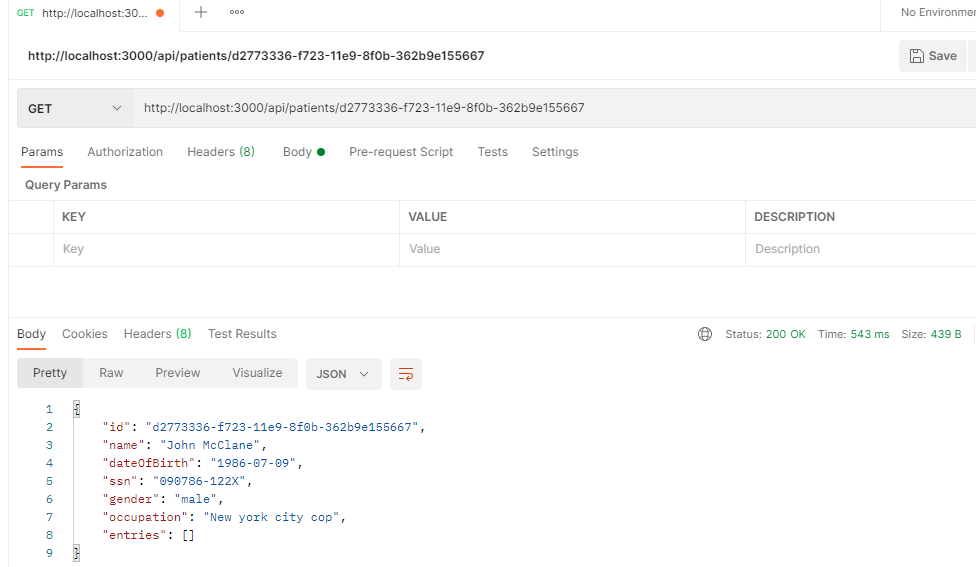 GET http://localhost:30... + ooo No Environmen
http://localhost:3000/api/patients/d2773336-f723-11e9-8f0b-362b9e155667 Save
GET http://localhost:3000/api/patients/d2773336-f723-11e9-8f0b-362b9e155667
Params Authorization Headers (8) Body Pre-request Script Tests Settings
Query Params
KEY VALUE DESCRIPTION
Key Value Description
Body Cookies Headers (8) Test Results Status: 200 OK Time: 543 ms Size: 439 B
Pretty Raw Preview Visualize JSON
1 {
2 "id": "d2773336-f723-11e9-8f0b-362b9e155667",
3 "name": "John McClane",
4 "dateOfBirth": "1986-07-09",
5 "ssn": "090786-122X",
6 "gender": "male",
7 "occupation": "New york city cop",
8 "entries": []
9 }